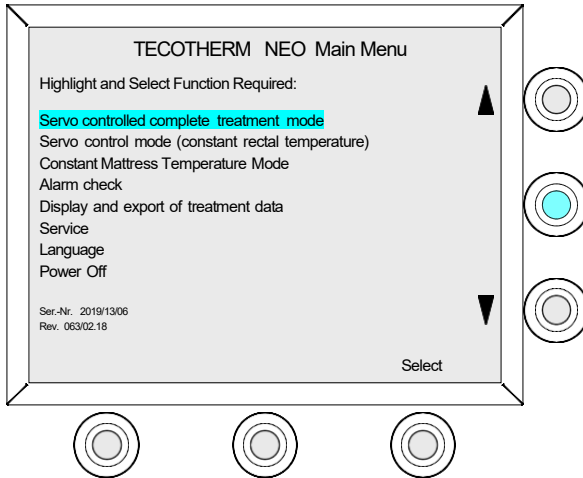 TECOTHERM NEO Main Menu
Highlight and Select Function Required:
Servo controlled complete treatment mode
Servo control mode (constant rectal temperature)
Constant Mattress Temperature Mode
Alarm check
Display and export of treatment data
Service
Language
Power Off
Ser.-Nr. 2019/13/06
Rev. 063/02.18
Select